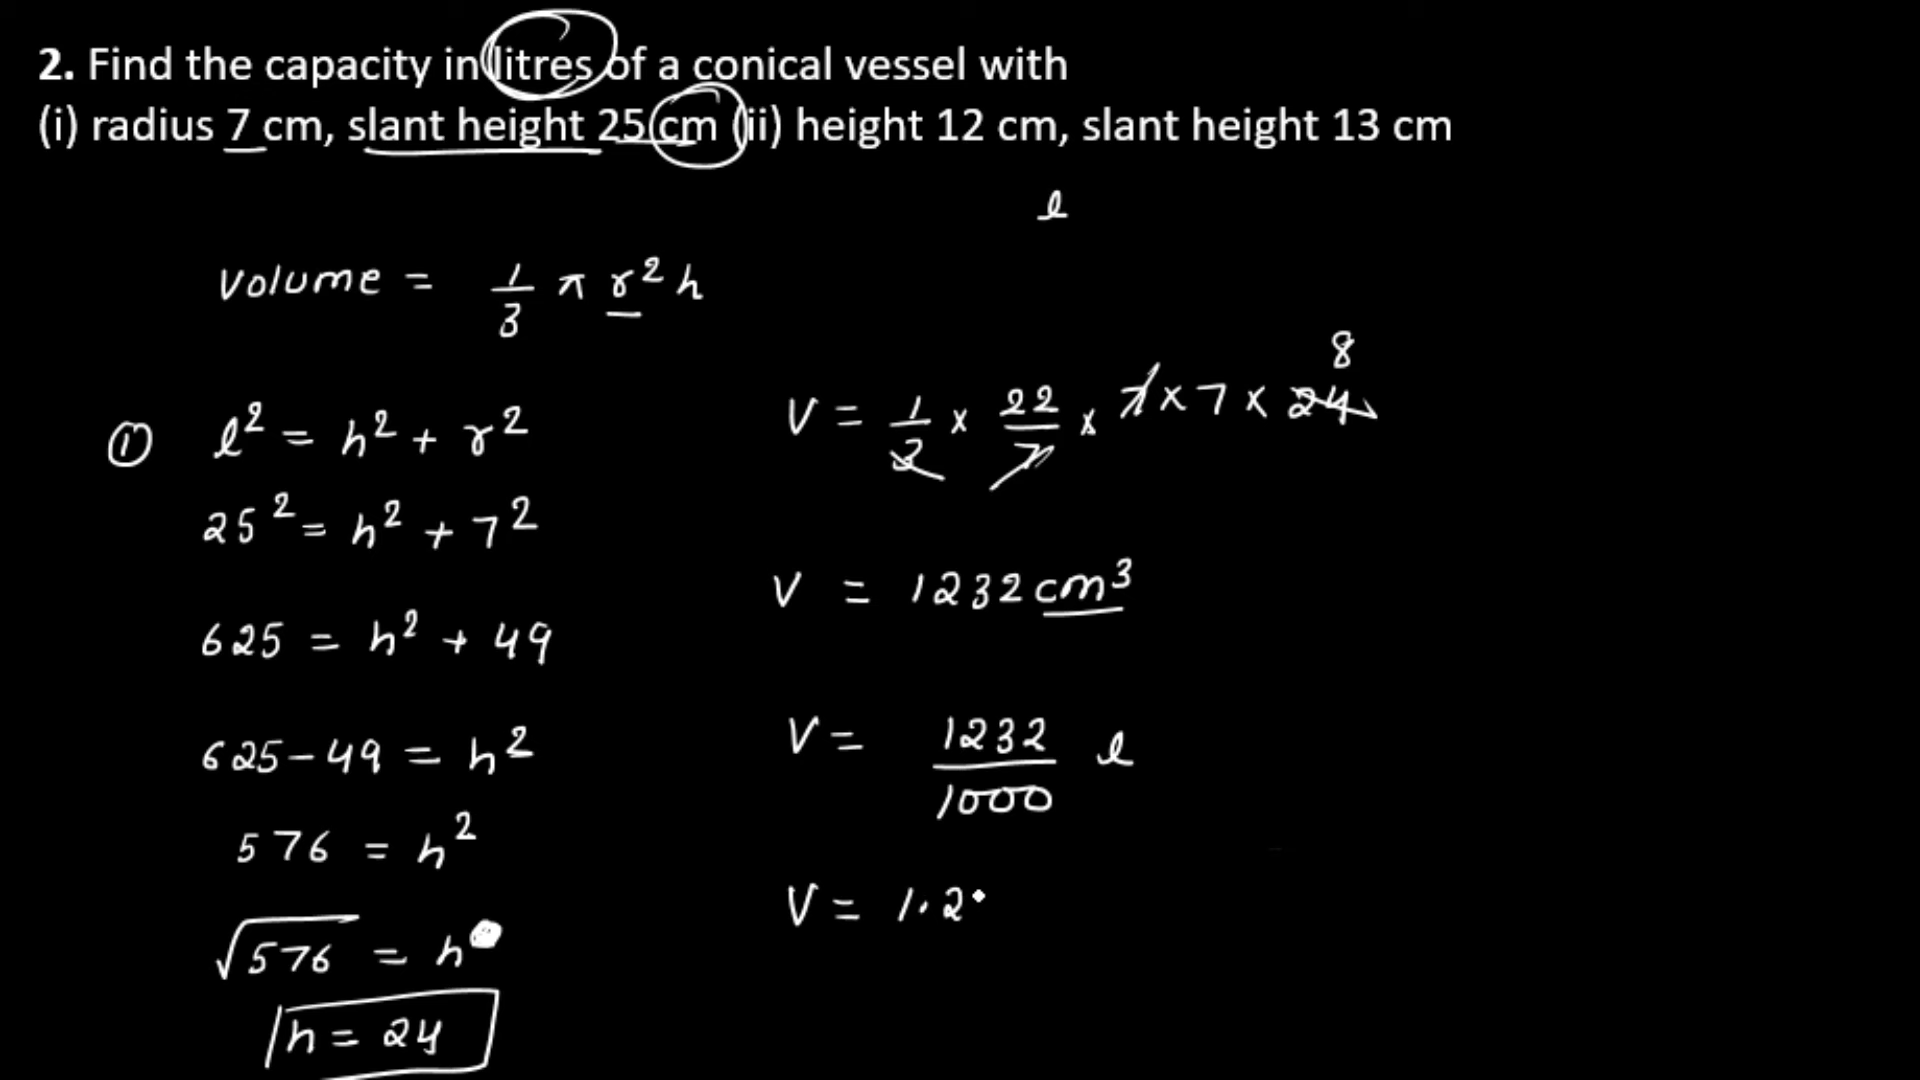 2. Find the capacity in litres of a conical vessel with
(i) radius 7 cm, slant height 25 cm (ii) height 12 cm, slant height 13 cm
l
Volume = 1/3 π r² h
① l² = h² + r²
25² = h² + 7²
625 = h² + 49
625 - 49 = h²
576 = h²
√576 = h
h = 24
8
V = 1/3 × 22/7 × 7 × 7 × 24
V = 1232 cm³
V = 1232/1000 l
V = 1.2